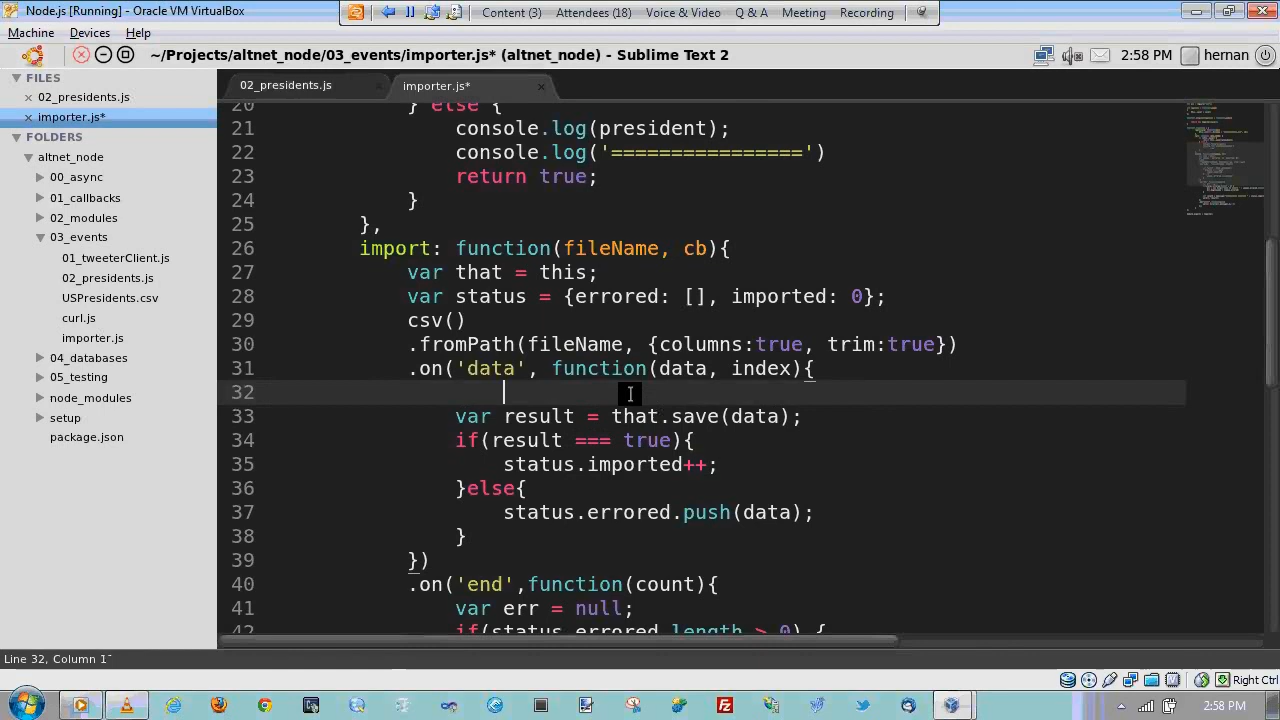 Node.js [Running] - Oracle VM VirtualBox
Content (3) Attendees (18) Voice & Video Q & A Meeting Recording
Machine Devices Help
~/Projects/altnet_node/03_events/importer.js* (altnet_node) - Sublime Text 2
2:58 PM hernan
FILES
02_presidents.js
importer.js*
FOLDERS
altnet_node
00_async
01_callbacks
02_modules
03_events
01_tweeterClient.js
02_presidents.js
USPresidents.csv
curl.js
importer.js
04_databases
05_testing
node_modules
setup
package.json
02_presidents.js importer.js*
20 } else {
21 console.log(president);
22 console.log('================')
23 return true;
24 }
25 },
26 import: function(fileName, cb){
27 var that = this;
28 var status = {errored: [], imported: 0};
29 csv()
30 .fromPath(fileName, {columns:true, trim:true})
31 .on('data', function(data, index){
32
33 var result = that.save(data);
34 if(result === true){
35 status.imported++;
36 }else{
37 status.errored.push(data);
38 }
39 })
40 .on('end',function(count){
41 var err = null;
42 if(status.errored.length > 0) {
Line 32, Column 1
Right Ctrl
2:58 PM